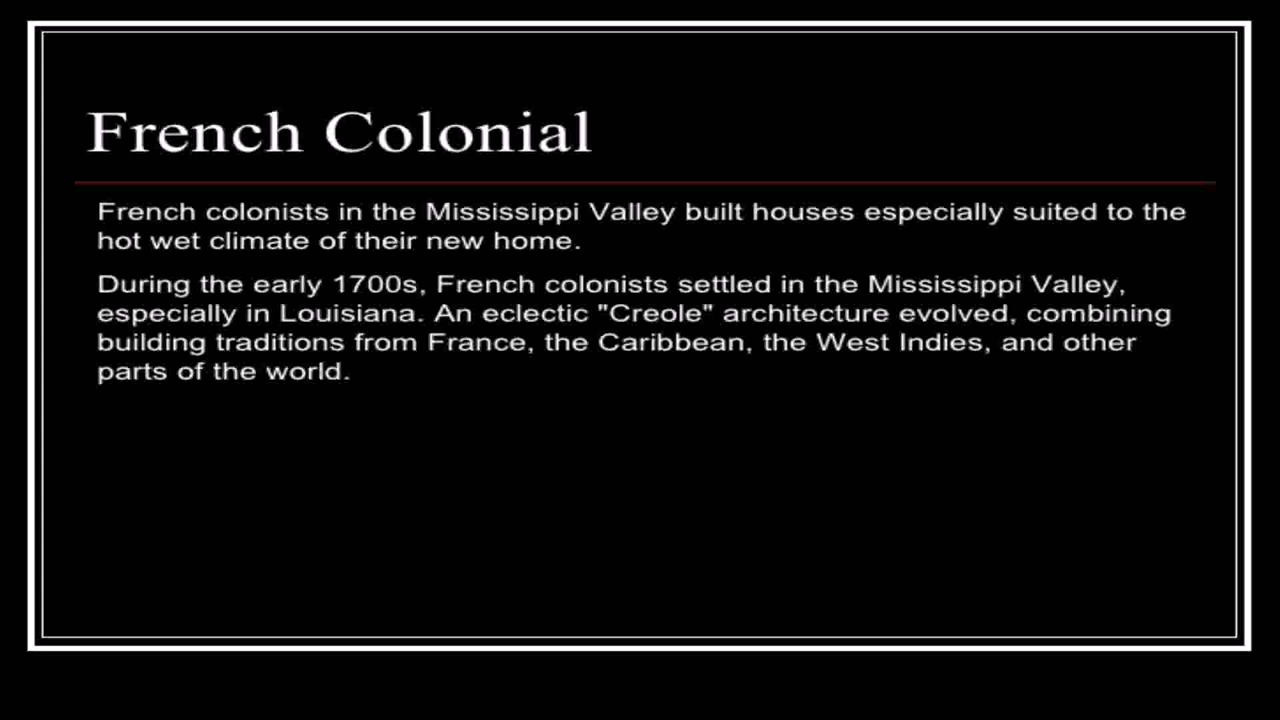 French Colonial
French colonists in the Mississippi Valley built houses especially suited to the
hot wet climate of their new home.
During the early 1700s, French colonists settled in the Mississippi Valley,
especially in Louisiana. An eclectic "Creole" architecture evolved, combining
building traditions from France, the Caribbean, the West Indies, and other
parts of the world.